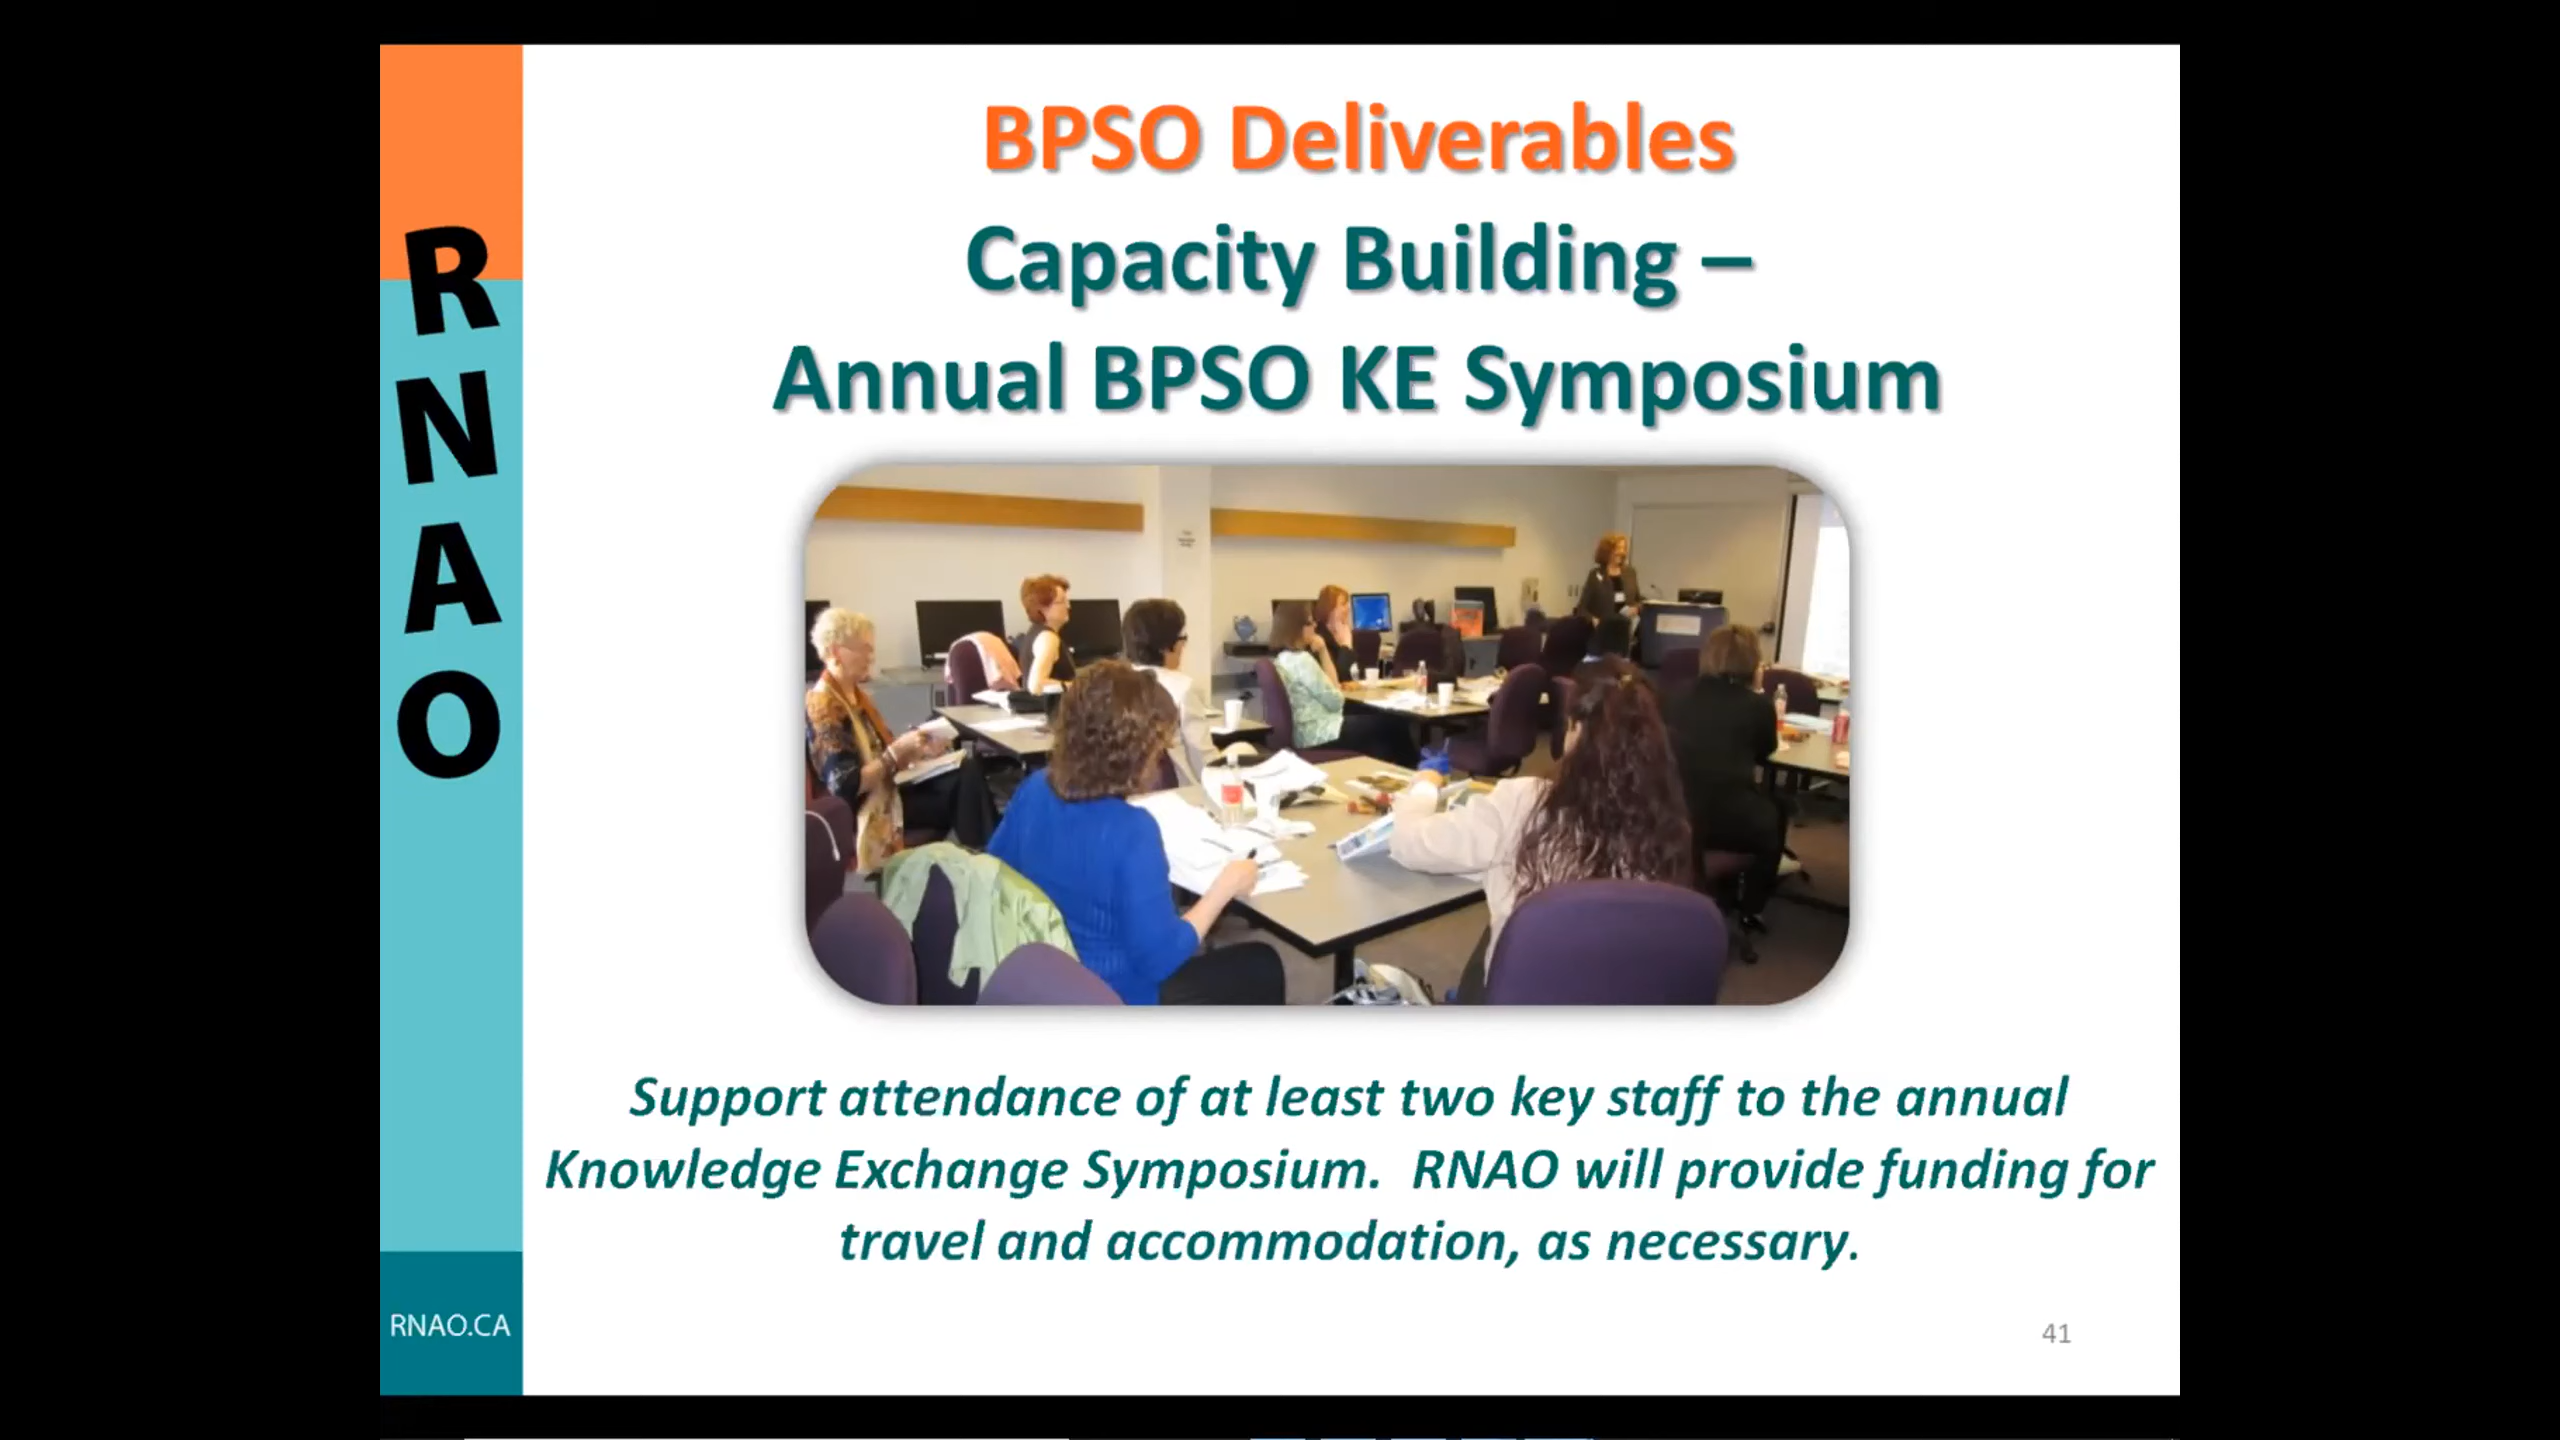 RNAO
BPSO Deliverables
Capacity Building –
Annual BPSO KE Symposium
Support attendance of at least two key staff to the annual
Knowledge Exchange Symposium.  RNAO will provide funding for
travel and accommodation, as necessary.
RNAO.CA
41